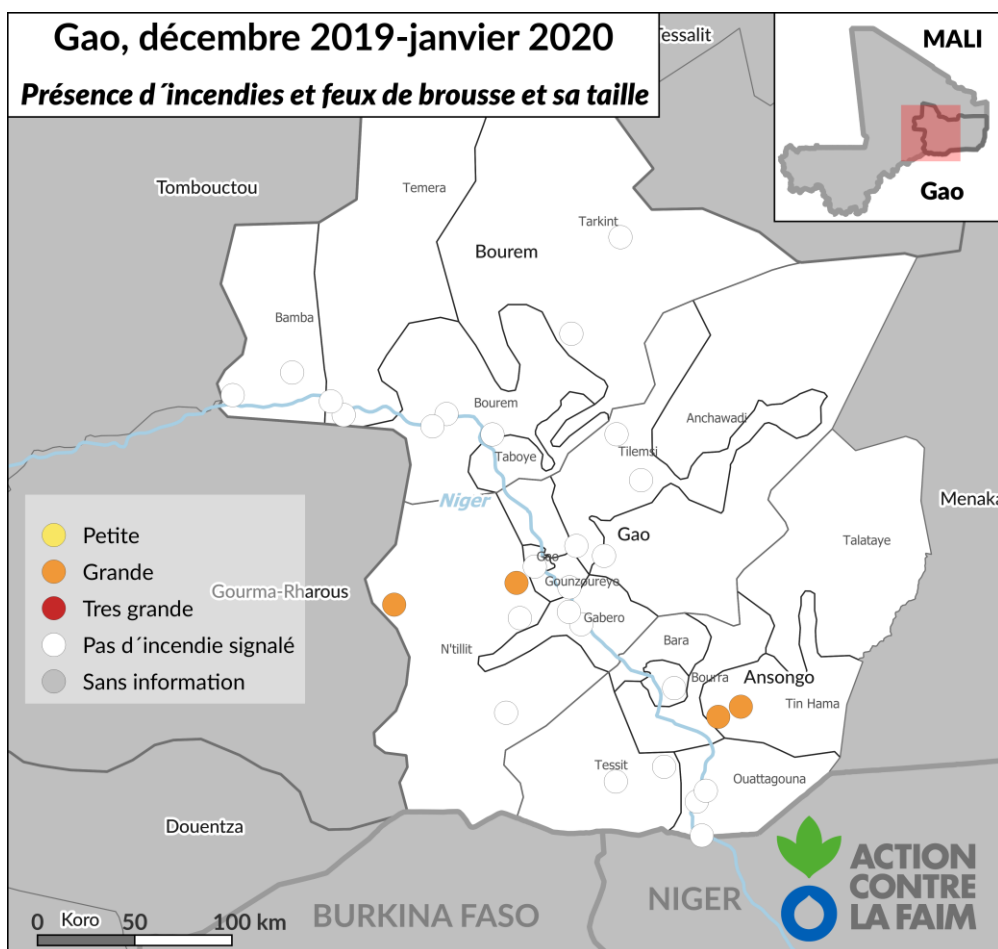 Gao, décembre 2019-janvier 2020
Présence d´incendies et feux de brousse et sa taille
Tessalit
MALI
Gao
Tombouctou
Temera
Tarkint
Bourem
Bamba
Bourem
Anchawadi
Taboye
Tilemsi
Niger
Menaka
Gao
Talataye
Gao
Gounzoureye
Gourma-Rharous
Gabero
N'tillit
Bara
Bourra
Ansongo
Tin Hama
Tessit
Ouattagouna
Douentza
Petite
Grande
Tres grande
Pas d´incendie signalé
Sans information
Koro
0 50 100 km
BURKINA FASO
NIGER
ACTION
CONTRE
LA FAIM